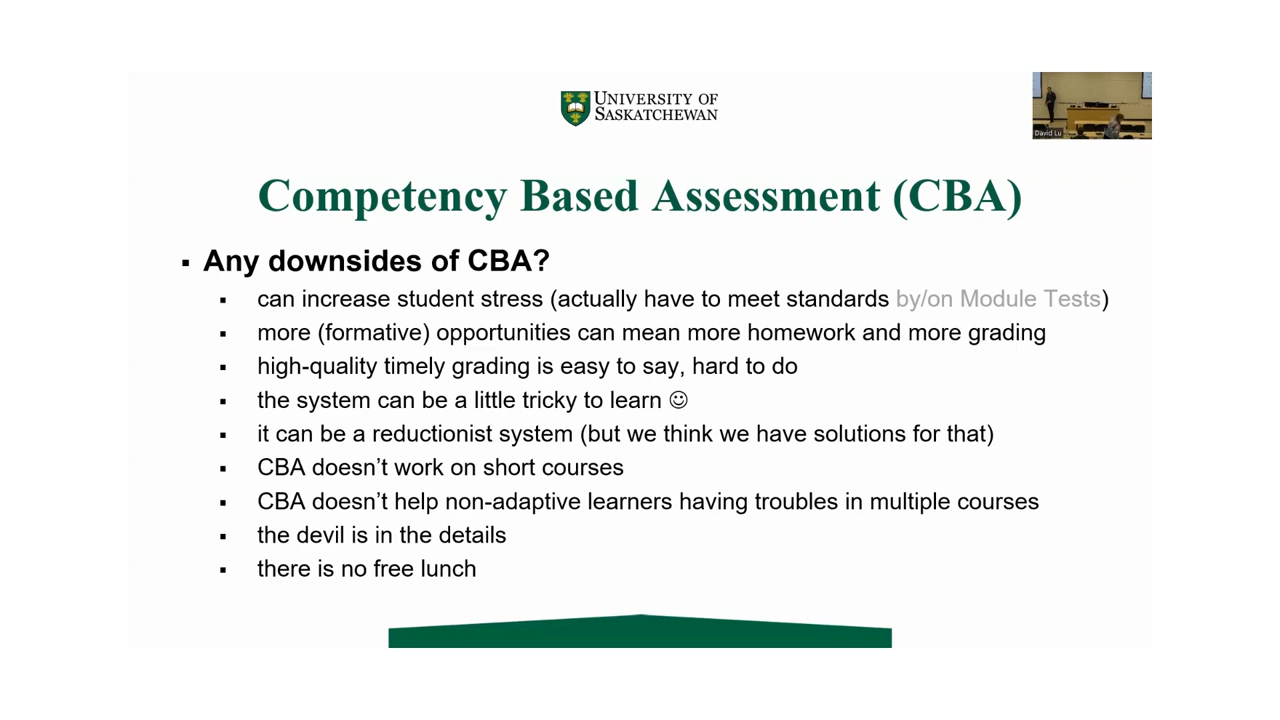 UNIVERSITY OF
SASKATCHEWAN
David Lu
Competency Based Assessment (CBA)
▪ Any downsides of CBA?
▪ can increase student stress (actually have to meet standards by/on Module Tests)
▪ more (formative) opportunities can mean more homework and more grading
▪ high-quality timely grading is easy to say, hard to do
▪ the system can be a little tricky to learn ☺
▪ it can be a reductionist system (but we think we have solutions for that)
▪ CBA doesn’t work on short courses
▪ CBA doesn’t help non-adaptive learners having troubles in multiple courses
▪ the devil is in the details
▪ there is no free lunch